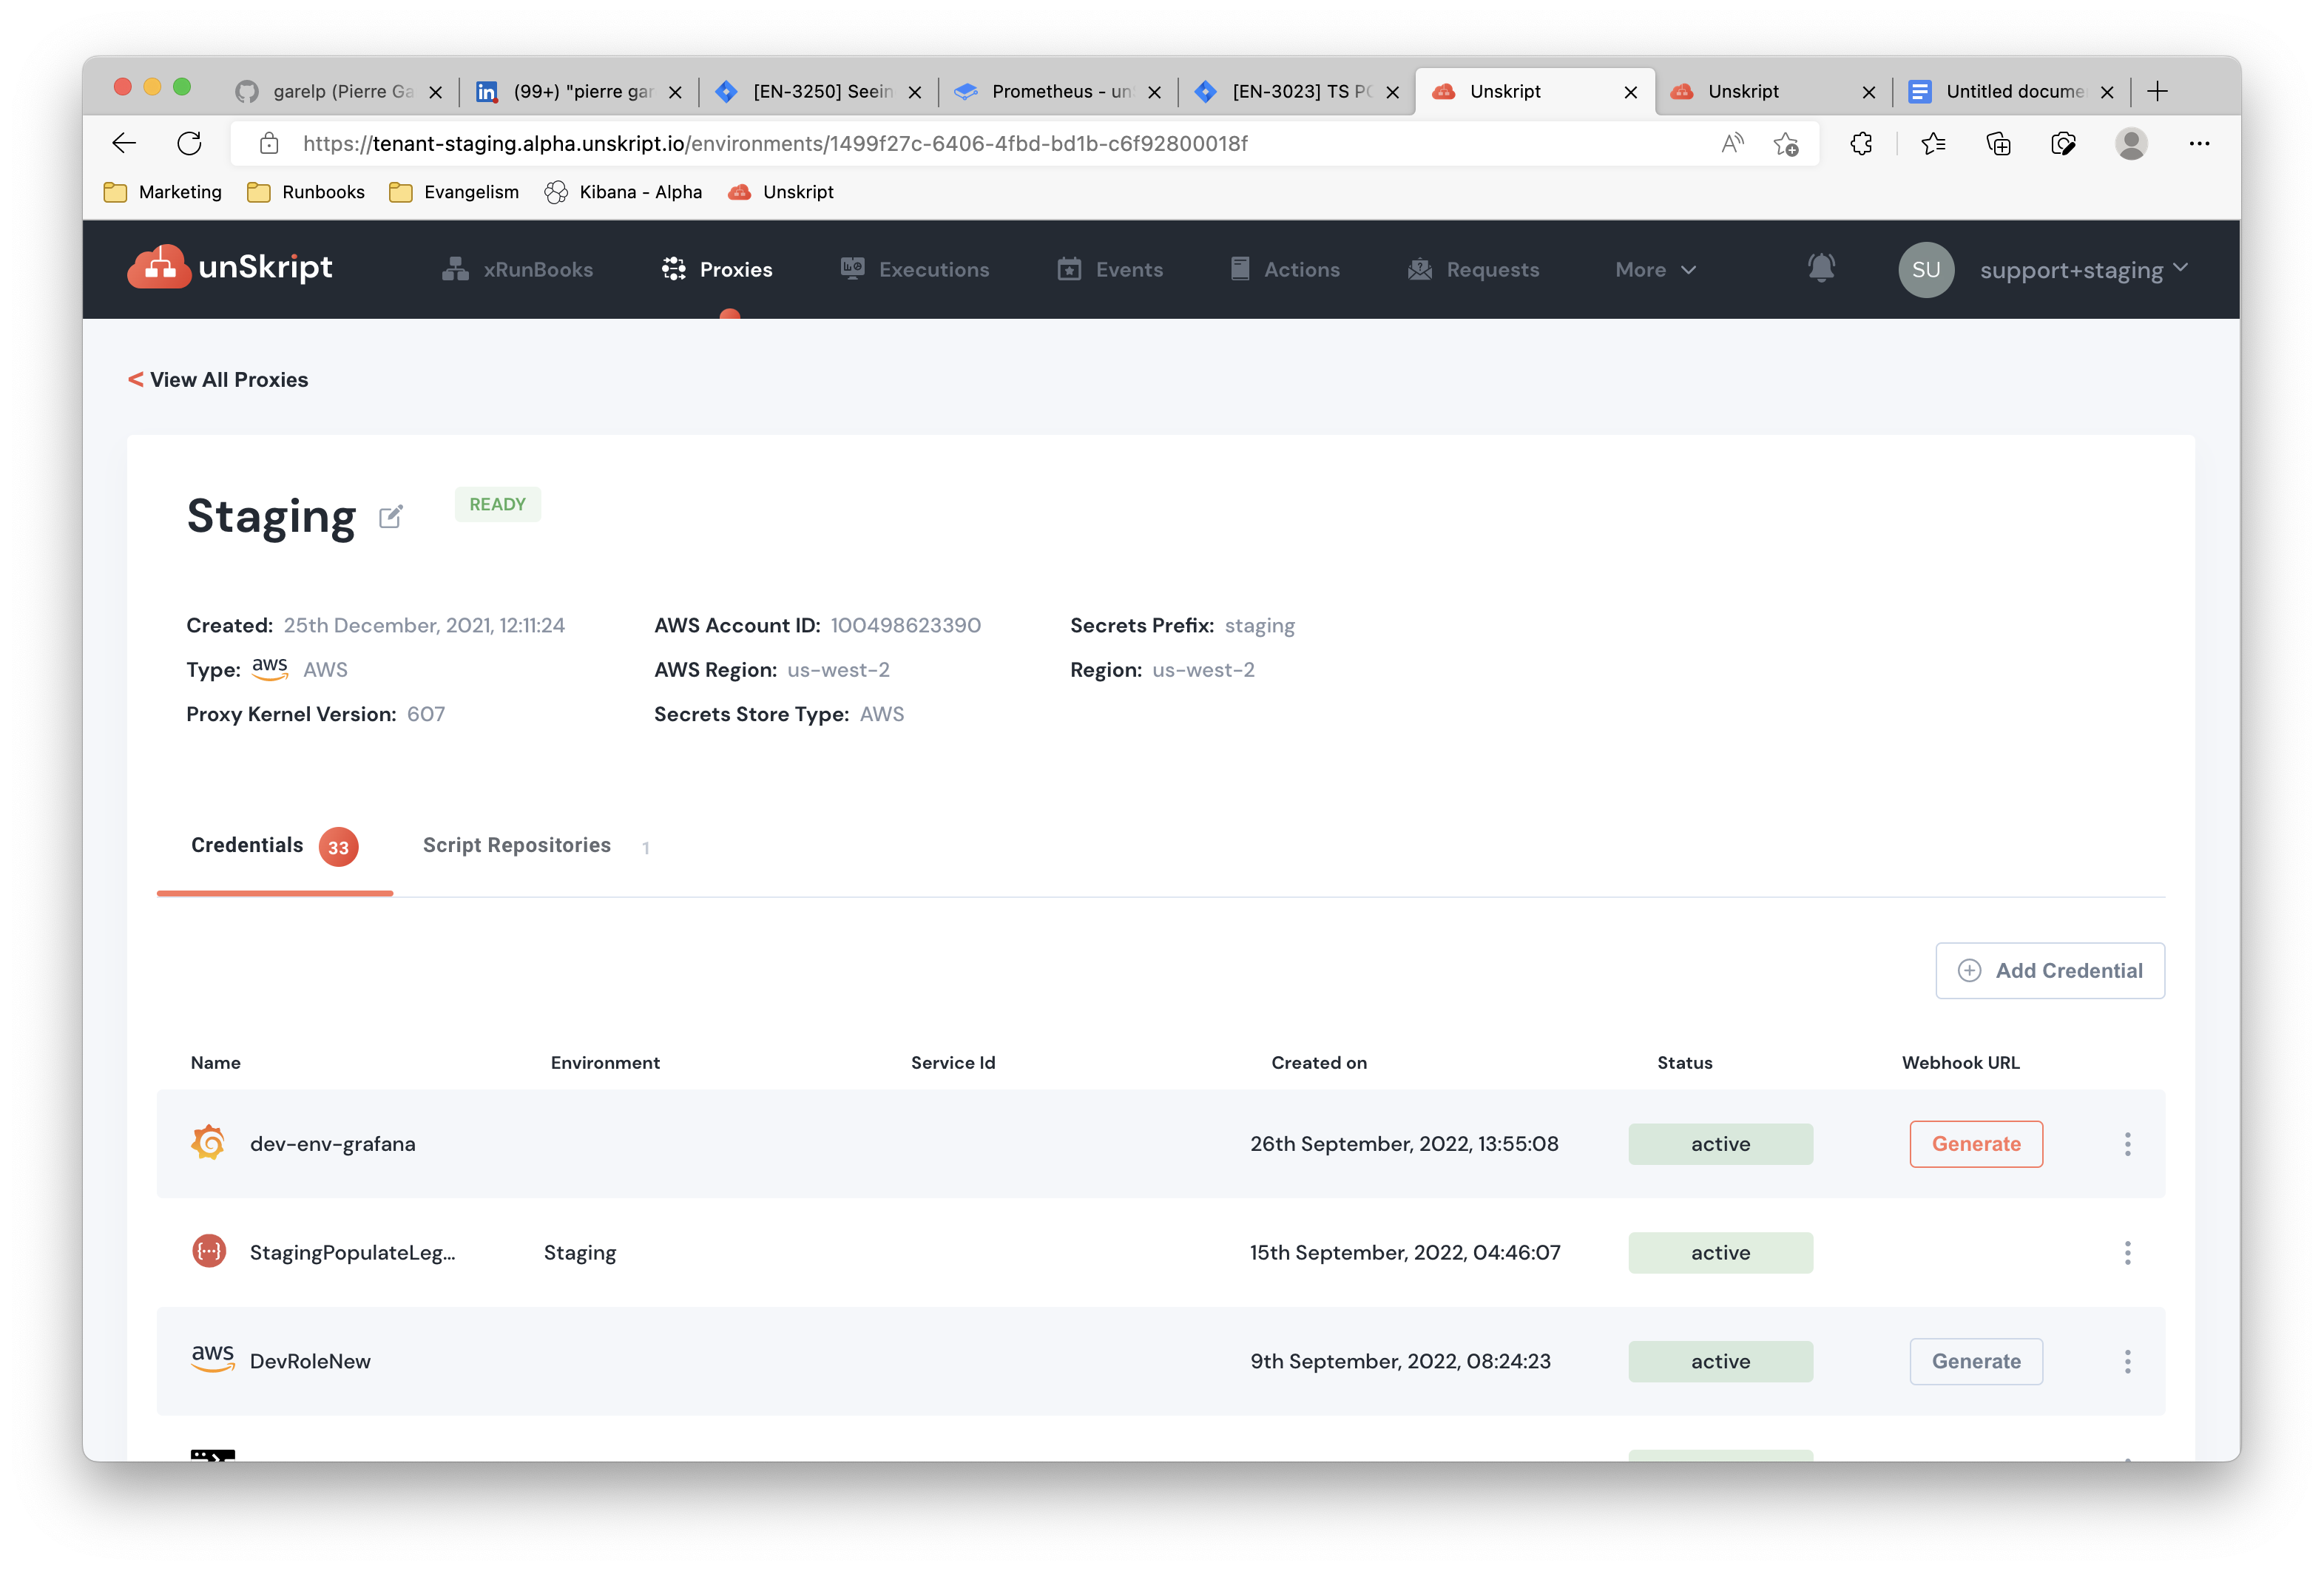 garelp (Pierre Ga
(99+) "pierre gar
[EN-3250] Seein
Prometheus - un
[EN-3023] TS PO
Unskript
Unskript
Untitled docume
https://tenant-staging.alpha.unskript.io/environments/1499f27c-6406-4fbd-bd1b-c6f92800018f
Marketing
Runbooks
Evangelism
Kibana - Alpha
Unskript
unSkript
xRunBooks
Proxies
Executions
Events
Actions
Requests
More
SU
support+staging
< View All Proxies
Staging
READY
Created: 25th December, 2021, 12:11:24
AWS Account ID: 100498623390
Secrets Prefix: staging
Type: aws AWS
AWS Region: us-west-2
Region: us-west-2
Proxy Kernel Version: 607
Secrets Store Type: AWS
Credentials 33
Script Repositories 1
Add Credential
Name Environment Service Id Created on Status Webhook URL
dev-env-grafana 26th September, 2022, 13:55:08 active Generate
StagingPopulateLeg... Staging 15th September, 2022, 04:46:07 active
aws DevRoleNew 9th September, 2022, 08:24:23 active Generate